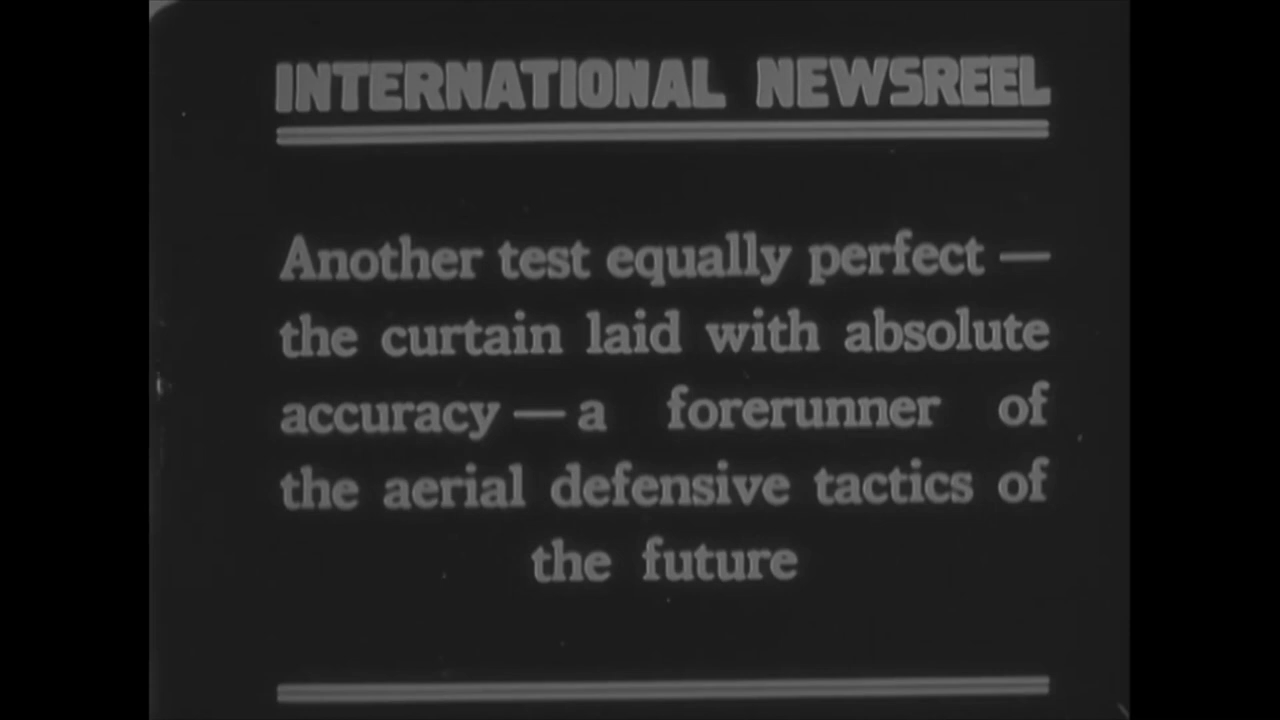 INTERNATIONAL NEWSREEL
Another test equally perfect —
the curtain laid with absolute
accuracy — a forerunner of
the aerial defensive tactics of
the future